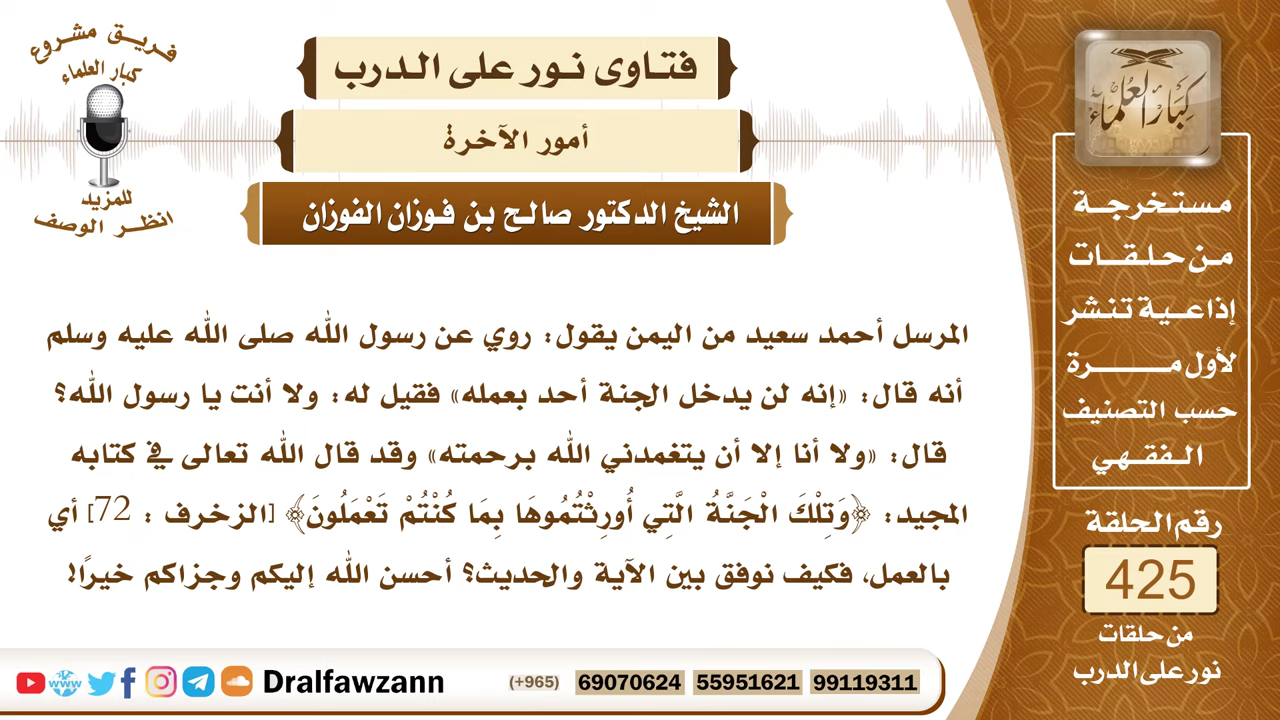 فريق مشروع
كبار العلماء
للمزيد
انظر الوصف
فتاوى نور على الدرب
أمور الآخرة
الشيخ الدكتور صالح بن فوزان الفوزان
المرسل أحمد سعيد من اليمن يقول: روي عن رسول الله صلى الله عليه وسلم
أنه قال: «إنه لن يدخل الجنة أحد بعمله» فقيل له: ولا أنت يا رسول الله؟
قال: «ولا أنا إلا أن يتغمدني الله برحمته» وقد قال الله تعالى في كتابه
المجيد: ﴿وَتِلْكَ الْجَنَّةُ الَّتِي أُورِثْتُمُوهَا بِمَا كُنْتُمْ تَعْمَلُونَ﴾ [الزخرف : 72] أي
بالعمل، فكيف نوفق بين الآية والحديث؟ أحسن الله إليكم وجزاكم خيرًا!
كبار العلماء
مستخرجة
من حلقات
إذاعية تنشر
لأول مرة
حسب التصنيف
الفقهي
رقم الحلقة
425
من حلقات
نور على الدرب
www Dralfawzann (+965) 69070624 55951621 99119311